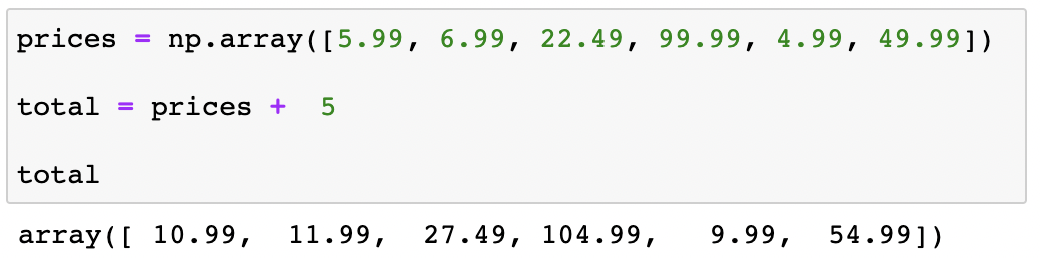 prices = np.array([5.99, 6.99, 22.49, 99.99, 4.99, 49.99])
total = prices +  5
total
array([ 10.99,  11.99,  27.49, 104.99,   9.99,  54.99])